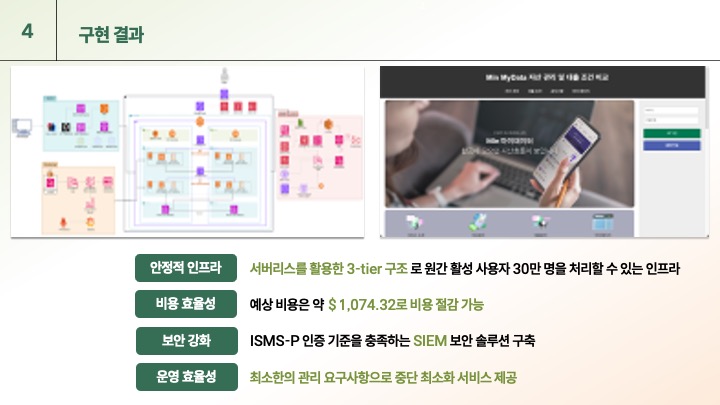 4
구현 결과
Min MyData 자산 관리 및 대출 조건 비교
안정적 인프라
서버리스를 활용한 3-tier 구조 로 원간 활성 사용자 30만 명을 처리할 수 있는 인프라
비용 효율성
예상 비용은 약 $ 1,074.32로 비용 절감 가능
보안 강화
ISMS-P 인증 기준을 충족하는 SIEM 보안 솔루션 구축
운영 효율성
최소한의 관리 요구사항으로 중단 최소화 서비스 제공